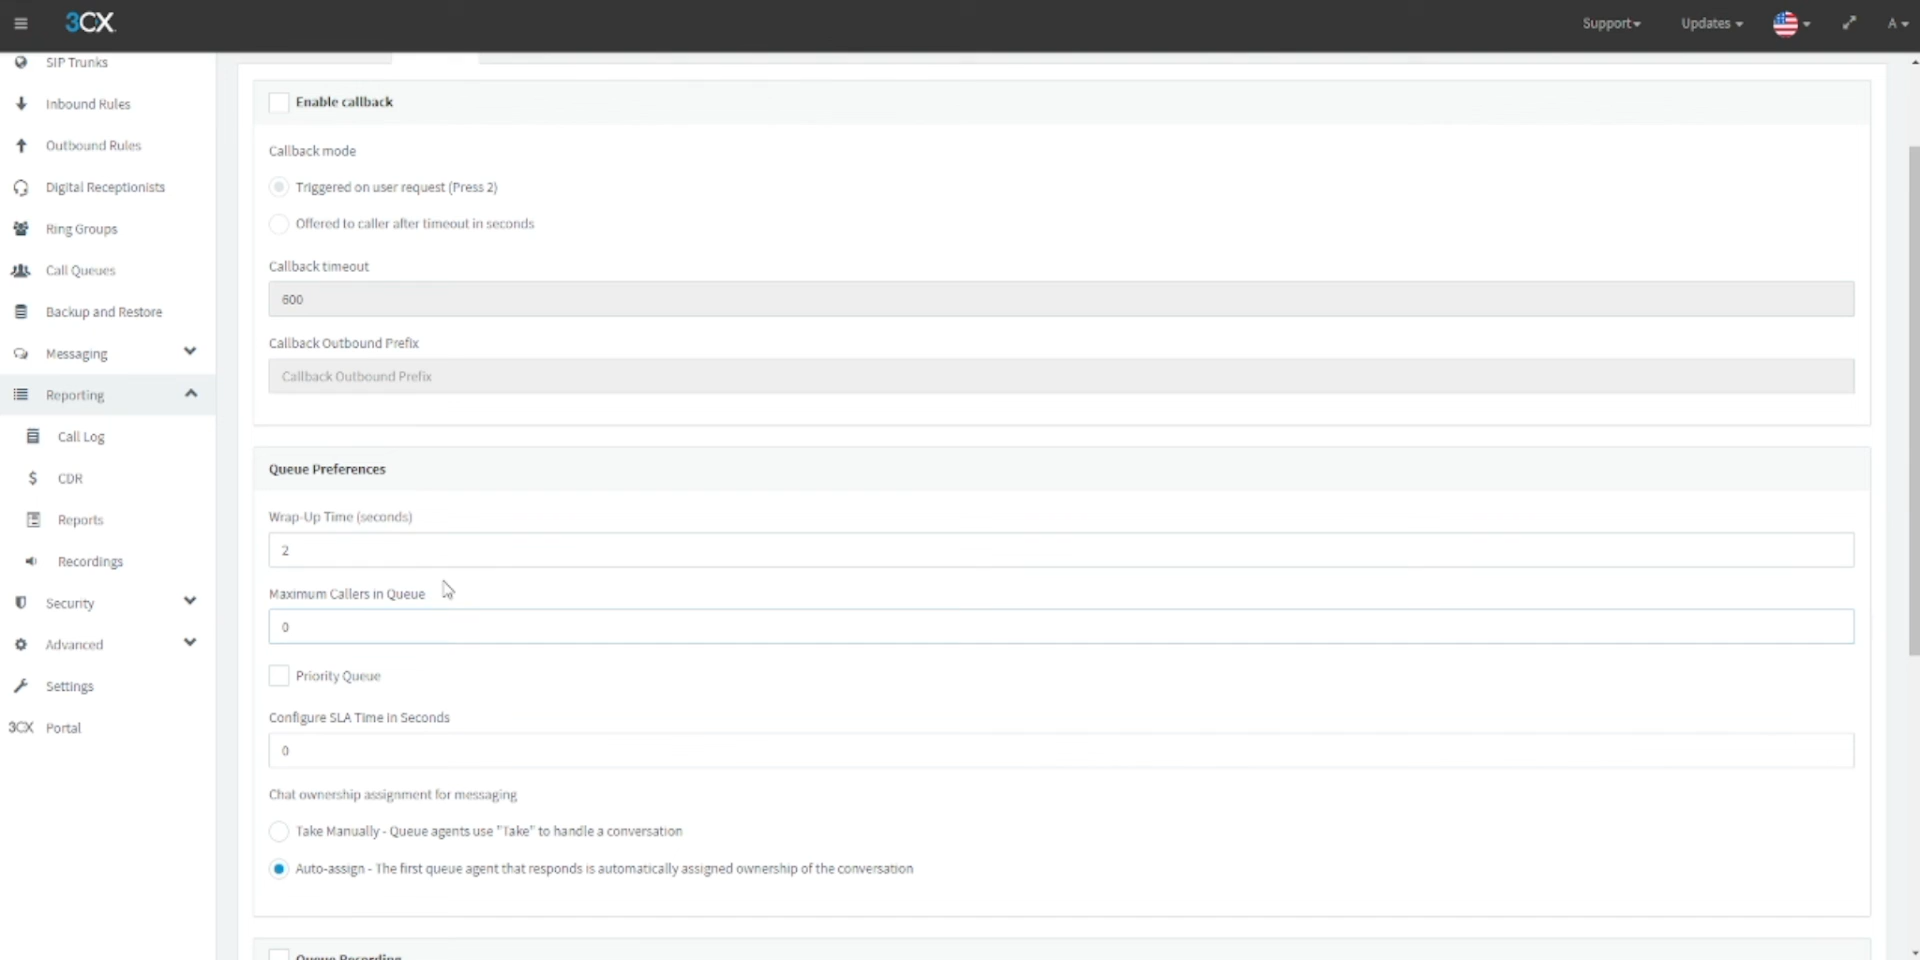 3CX
Support
Updates
A
SIP Trunks
Inbound Rules
Outbound Rules
Digital Receptionists
Ring Groups
Call Queues
Backup and Restore
Messaging
Reporting
Call Log
$ CDR
Reports
Recordings
Security
Advanced
Settings
3CX Portal
Enable callback
Callback mode
Triggered on user request (Press 2)
Offered to caller after timeout in seconds
Callback timeout
600
Callback Outbound Prefix
Callback Outbound Prefix
Queue Preferences
Wrap-Up Time (seconds)
2
Maximum Callers in Queue
0
Priority Queue
Configure SLA Time in Seconds
0
Chat ownership assignment for messaging
Take Manually - Queue agents use "Take" to handle a conversation
Auto-assign - The first queue agent that responds is automatically assigned ownership of the conversation
Queue Recording